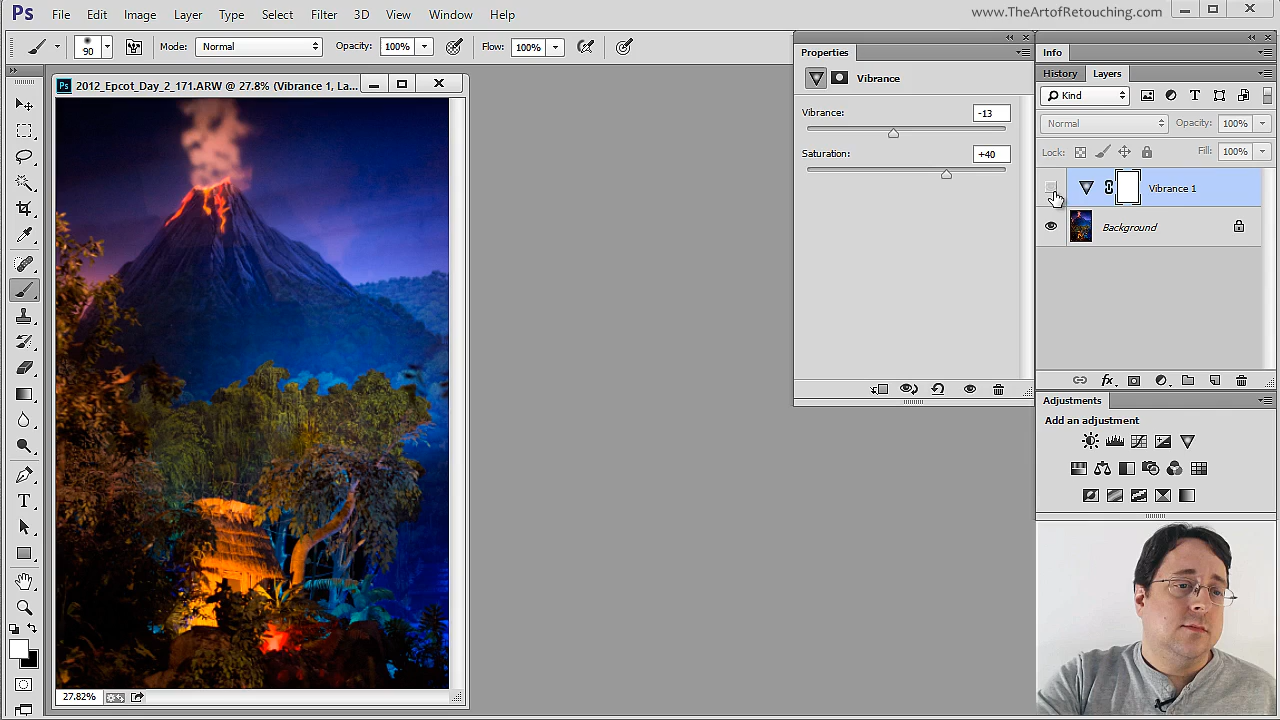 Ps File Edit Image Layer Type Select Filter 3D View Window Help www.TheArtofRetouching.com
90 Mode: Normal Opacity: 100% Flow: 100%
Ps 2012_Epcot_Day_2_171.ARW @ 27.8% (Vibrance 1, La...
27.82%
Properties
Vibrance
Vibrance: -13
Saturation: +40
Info
History Layers
Kind T
Normal Opacity: 100%
Lock: Fill: 100%
Vibrance 1
Background
fx
Adjustments
Add an adjustment
T